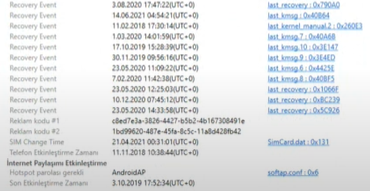 Recovery Event 3.08.2020 17:47:22(UTC+0) last_recovery : 0x790A0
Recovery Event 14.06.2021 04:54:21(UTC+0) last_kmsg : 0x40B64
Recovery Event 11.02.2018 17:30:14(UTC+0) last_kernel_manual.2 : 0x260E3
Recovery Event 1.03.2020 14:01:59(UTC+0) last_kmsg.7 : 0x40A68
Recovery Event 17.10.2019 15:28:39(UTC+0) last_kmsg.10 : 0x3E147
Recovery Event 30.11.2019 09:56:16(UTC+0) last_kmsg.9 : 0x3E4ED
Recovery Event 23.05.2020 11:09:22(UTC+0) last_kmsg.6 : 0x4425E
Recovery Event 7.02.2020 11:42:38(UTC+0) last_kmsg.8 : 0x408F5
Recovery Event 23.05.2020 12:25:03(UTC+0) last_recovery : 0x1066F
Recovery Event 10.12.2020 07:45:12(UTC+0) last_recovery : 0x8C239
Recovery Event 23.05.2020 14:33:58(UTC+0) last_recovery : 0x5C926
Reklam kodu #1 c8ed7e3a-3826-4427-b5b2-4b167308491e
Reklam kodu #2 1bd99620-487e-45fa-8c5c-11a8d428fb42
SIM Change Time 21.04.2021 00:31:01(UTC+0) SimCard.dat : 0x131
Telefon Etkinleştirme Zamanı 11.11.2018 10:38:44(UTC+0)
İnternet Paylaşımı Etkinleştirme
Hotspot parolası gerekli AndroidAP softap.conf : 0x6
Son Etkinleştirme Zamanı 3.10.2019 17:52:34(UTC+0)